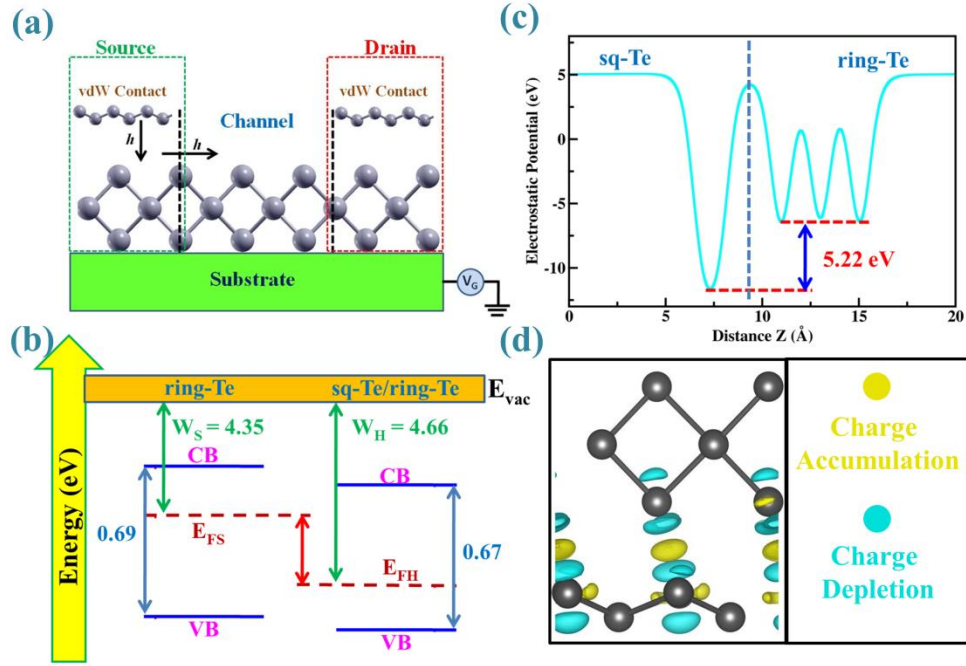 (a)
Source
Drain
vdW Contact
vdW Contact
Channel
h
h
Substrate
V_G
(c)
sq-Te
ring-Te
Electrostatic Potential (eV)
5
0
-5
-10
5.22 eV
0
5
10
15
20
Distance Z (Å)
(b)
Energy (eV)
ring-Te
sq-Te/ring-Te
E_vac
W_S = 4.35
W_H = 4.66
CB
CB
0.69
E_FS
E_FH
0.67
VB
VB
(d)
Charge
Accumulation
Charge
Depletion